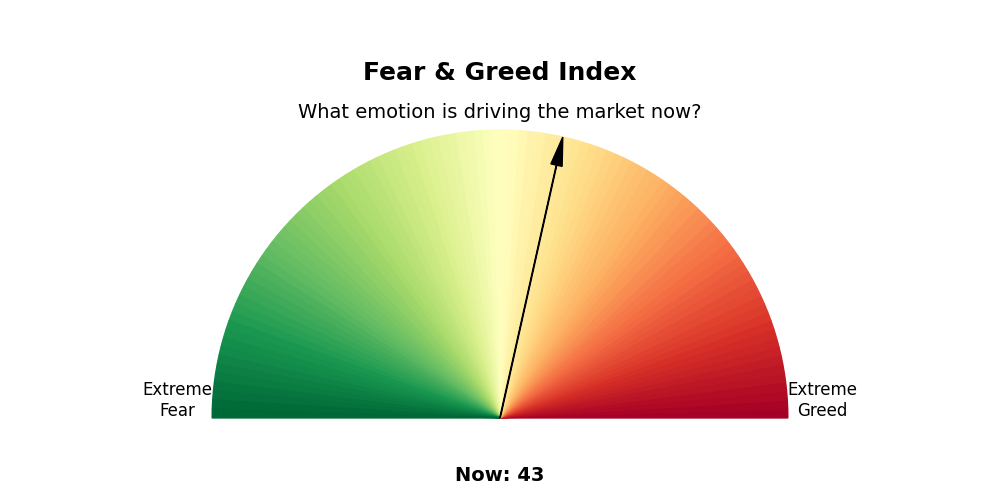 Fear & Greed Index
What emotion is driving the market now?
Extreme
Fear
Extreme
Greed
Now: 43